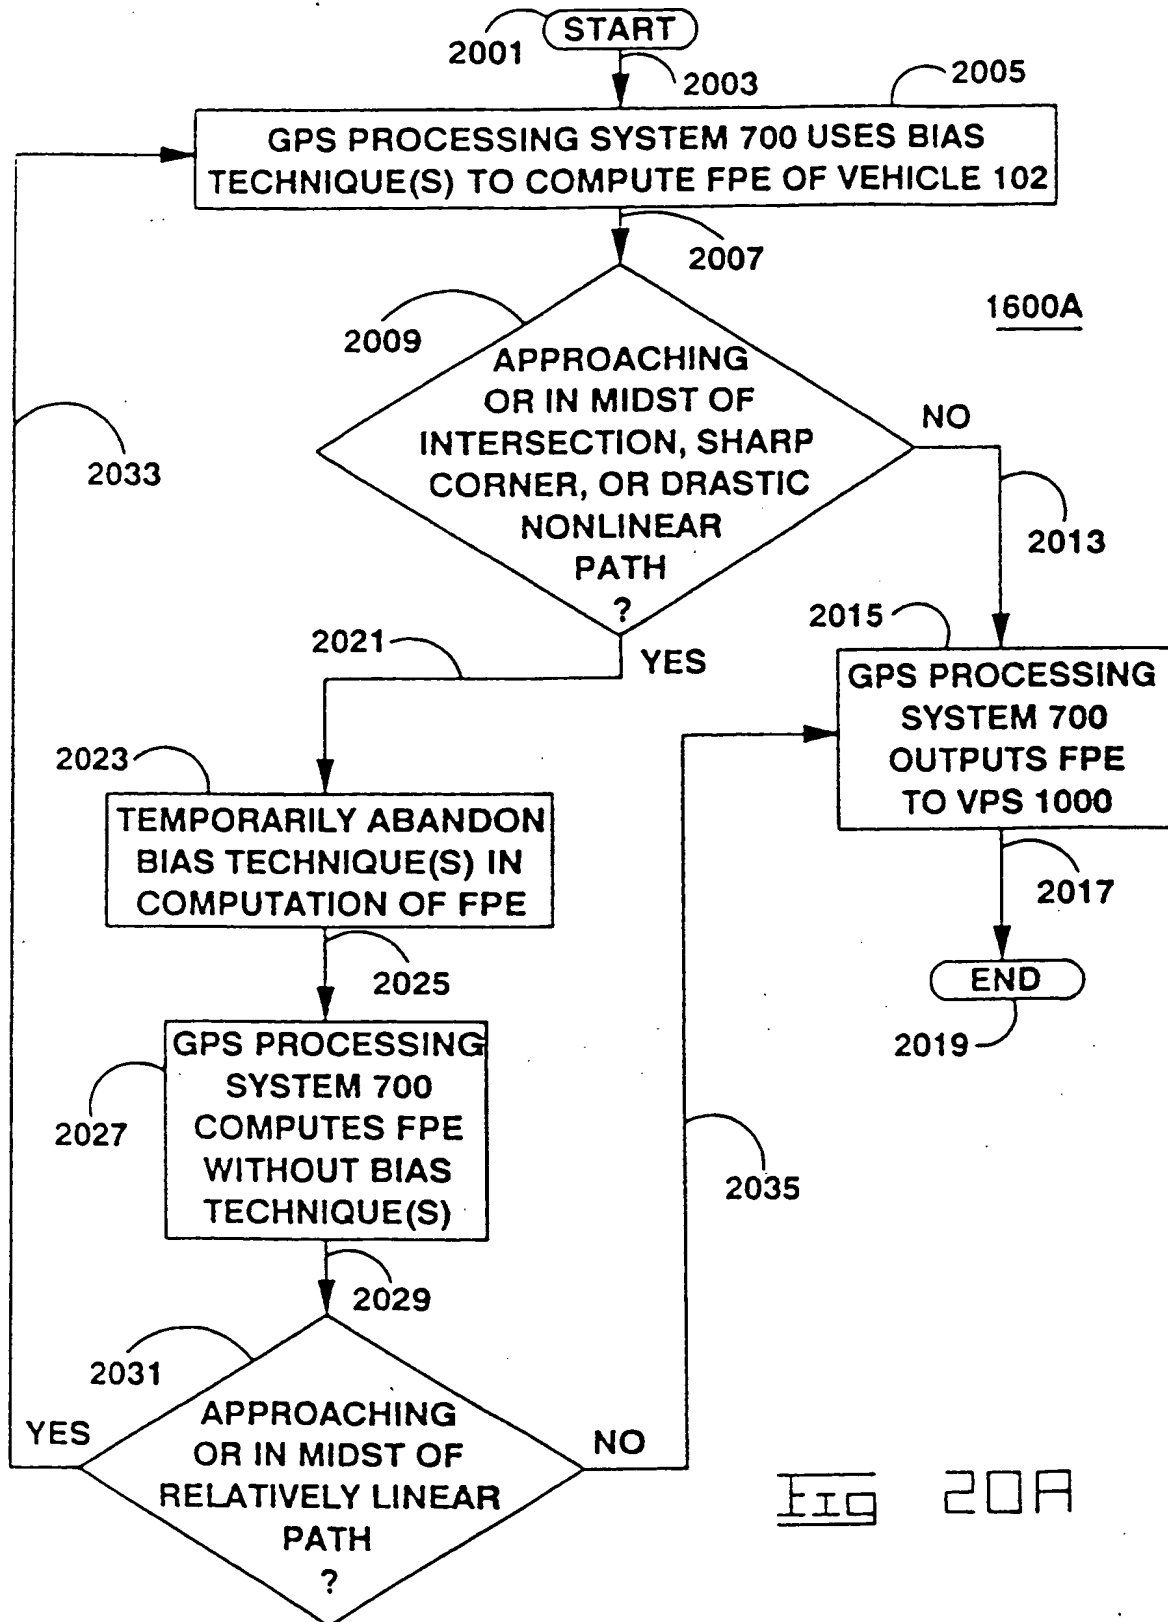 START
2001
2003
2005
GPS PROCESSING SYSTEM 700 USES BIAS
TECHNIQUE(S) TO COMPUTE FPE OF VEHICLE 102
2007
1600A
2009
APPROACHING
OR IN MIDST OF
INTERSECTION, SHARP
CORNER, OR DRASTIC
NONLINEAR
PATH
?
NO
2033
2013
2021
YES
2015
GPS PROCESSING
SYSTEM 700
OUTPUTS FPE
TO VPS 1000
2023
TEMPORARILY ABANDON
BIAS TECHNIQUE(S) IN
COMPUTATION OF FPE
2017
2025
END
2019
GPS PROCESSING
SYSTEM 700
COMPUTES FPE
WITHOUT BIAS
TECHNIQUE(S)
2027
2035
2029
2031
APPROACHING
OR IN MIDST OF
RELATIVELY LINEAR
PATH
?
YES
NO
Fig 20A